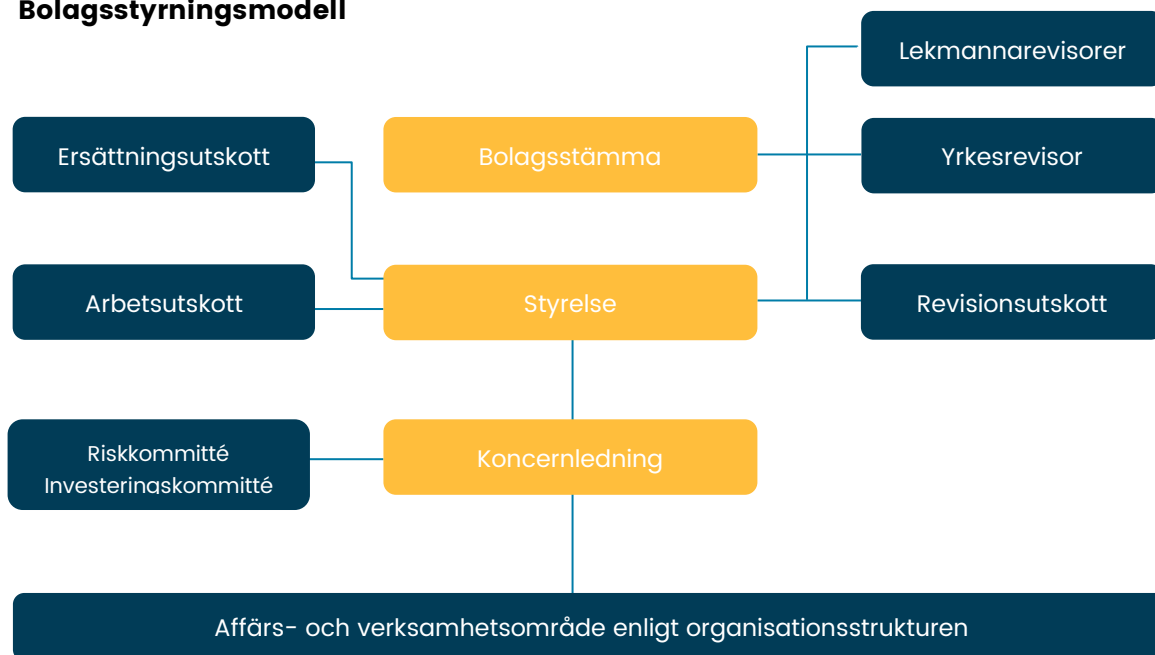 Bolagsstyrningsmodell
Lekmannarevisorer
Ersättningsutskott
Bolagsstämma
Yrkesrevisor
Arbetsutskott
Styrelse
Revisionsutskott
Riskkommitté
Investeringskommitté
Koncernledning
Affärs- och verksamhetsområde enligt organisationsstrukturen